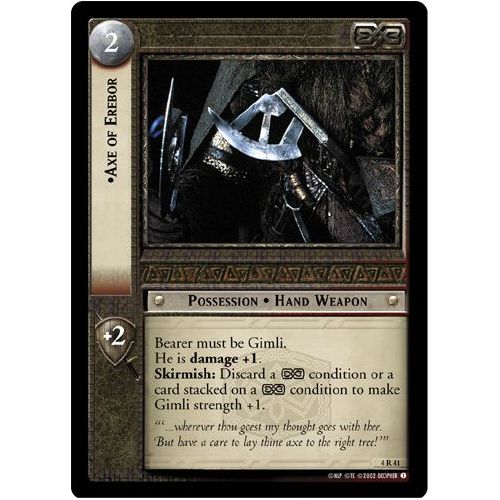 2
•Axe of Erebor
Possession • Hand Weapon
+2
Bearer must be Gimli.
He is damage +1.
Skirmish: Discard a condition or a
card stacked on a condition to make
Gimli strength +1.
“‘...wherever thou goest my thought goes with thee.
But have a care to lay thine axe to the right tree!’”
4 R 41
©NLP ©TE ©2002 DECIPHER